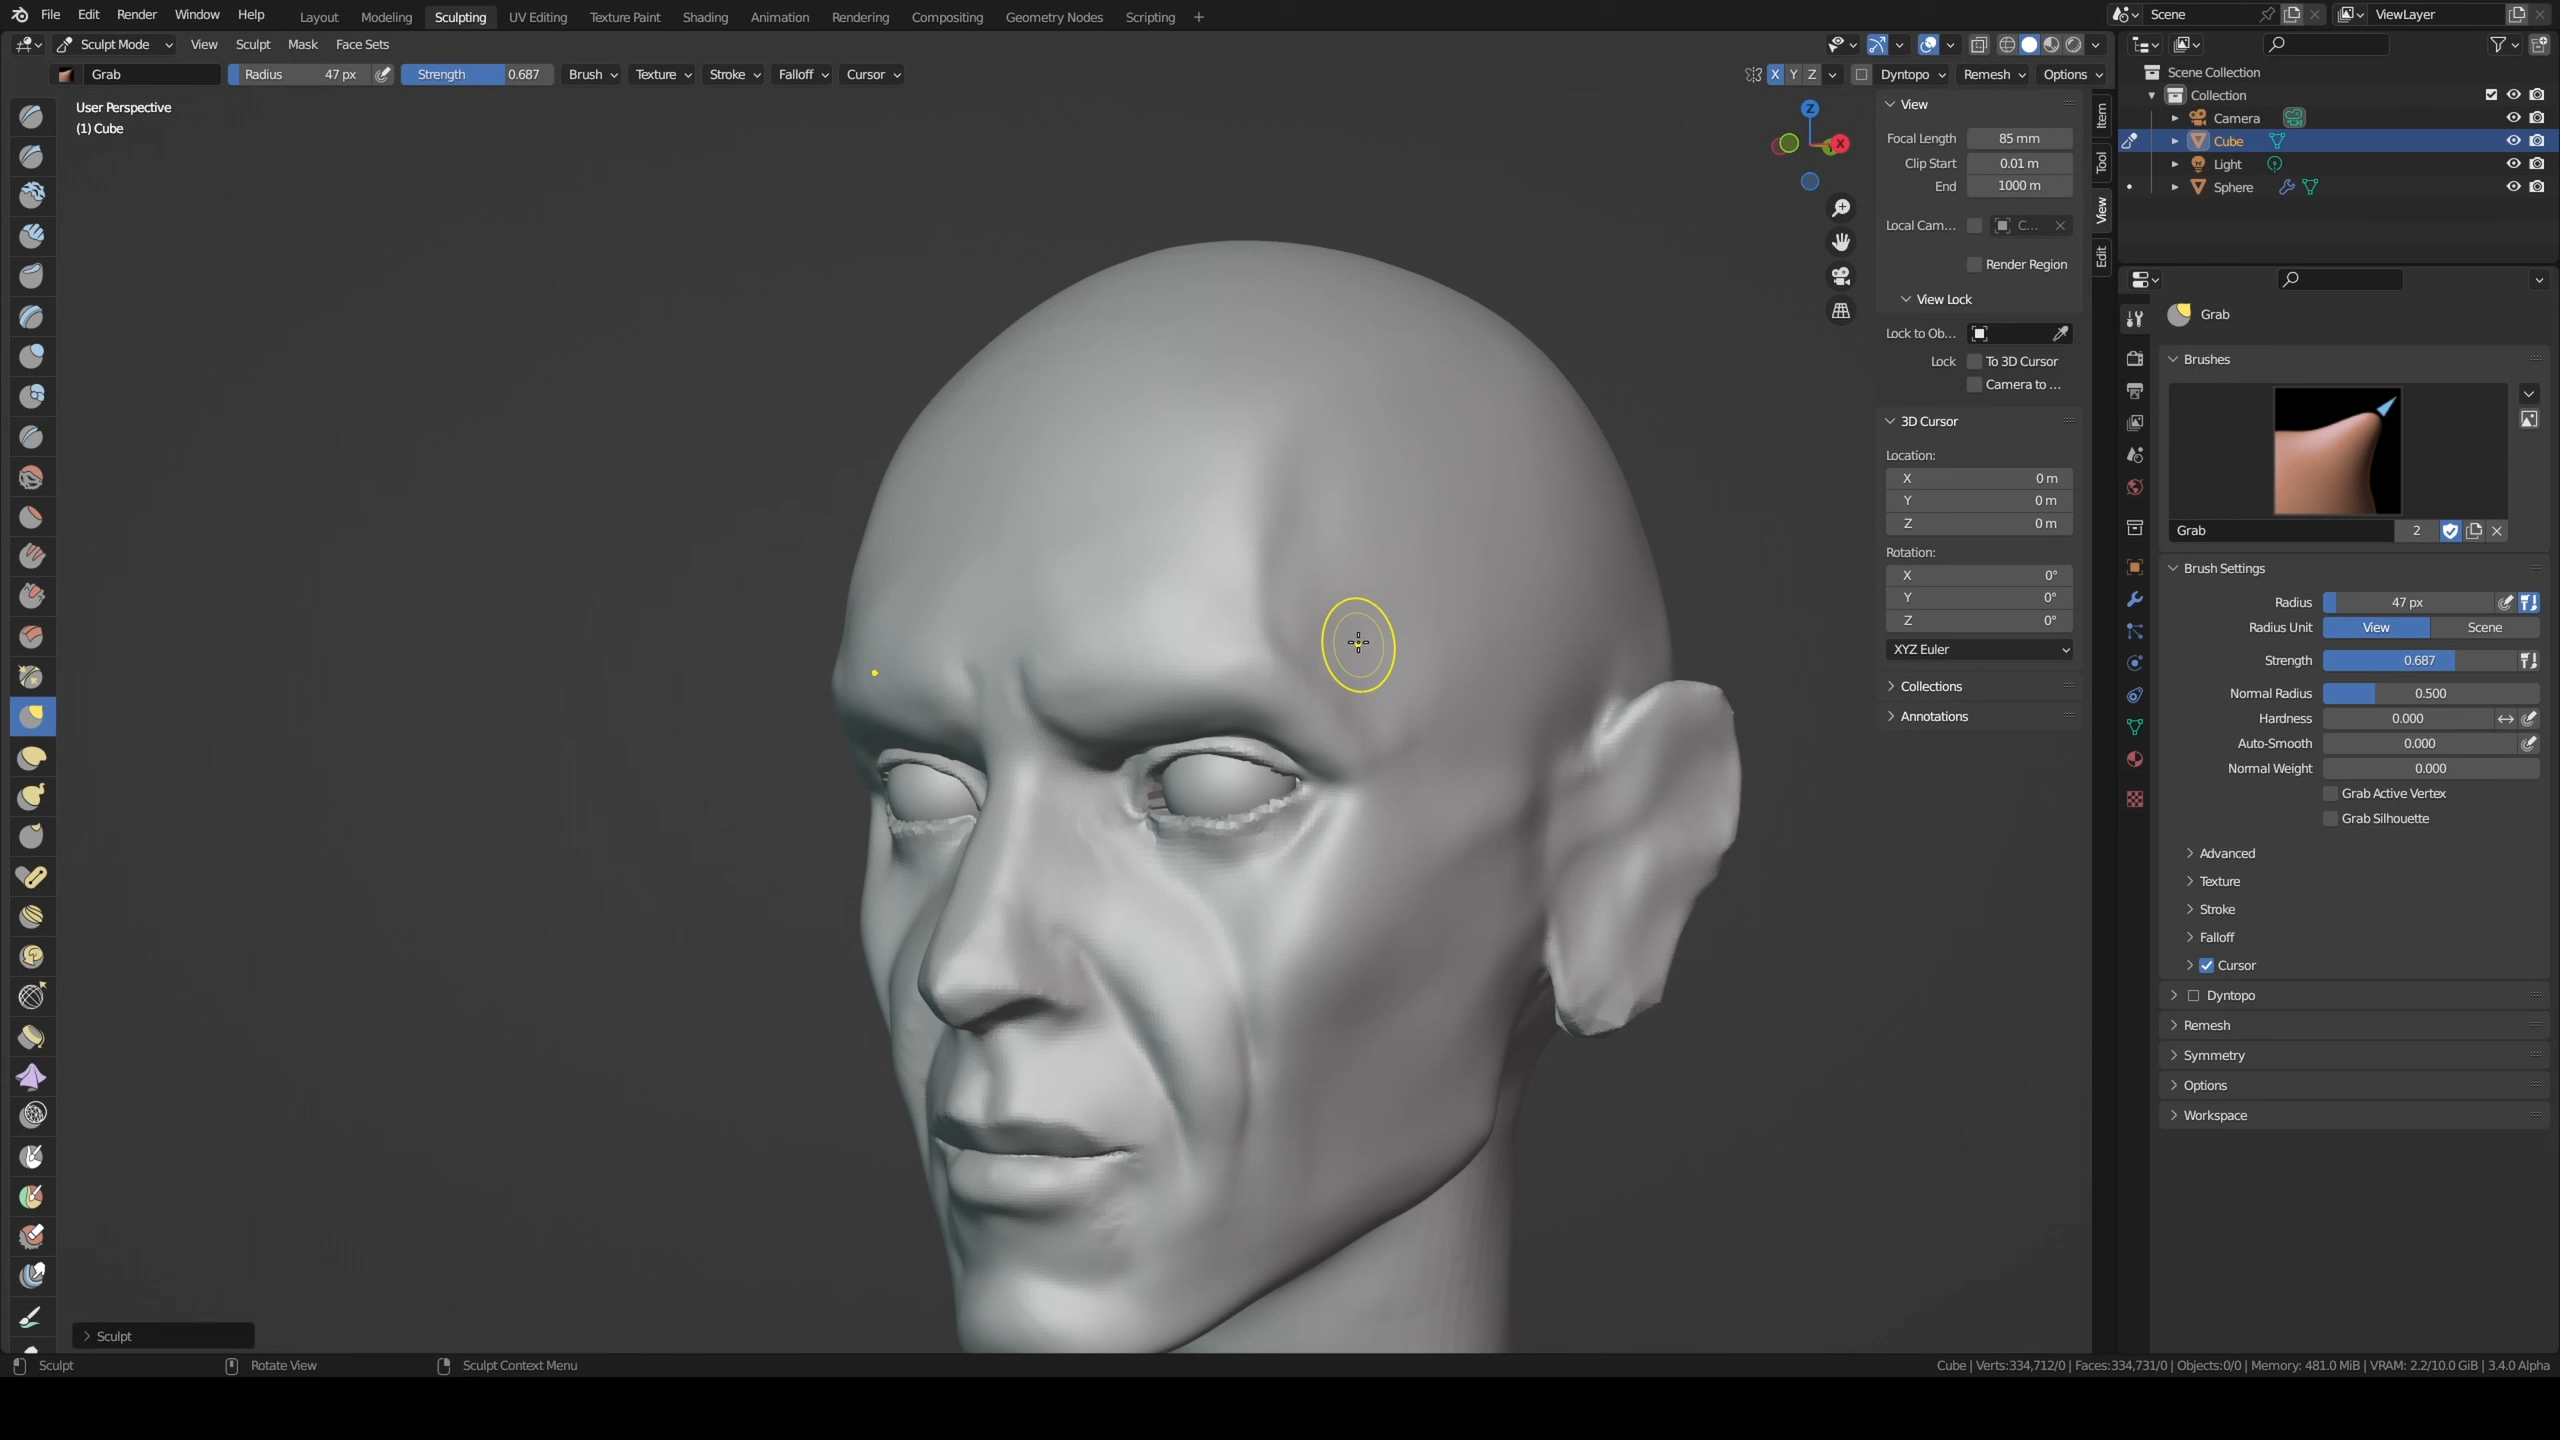 File Edit Render Window Help Layout Modeling Sculpting UV Editing Texture Paint Shading Animation Rendering Compositing Geometry Nodes Scripting + Scene ViewLayer
Sculpt Mode View Sculpt Mask Face Sets
Grab Radius 47 px Strength 0.687 Brush Texture Stroke Falloff Cursor X Y Z Dyntopo Remesh Options
User Perspective
(1) Cube
Z
X
View
Focal Length 85 mm
Clip Start 0.01 m
End 1000 m
Local Cam... C...
Render Region
View Lock
Lock to Ob...
Lock To 3D Cursor
Camera to ...
3D Cursor
Location:
X 0 m
Y 0 m
Z 0 m
Rotation:
X 0°
Y 0°
Z 0°
XYZ Euler
Collections
Annotations
Item
Tool
View
Edit
Scene Collection
Collection
Camera
Cube
Light
Sphere
Grab
Brushes
Grab 2
Brush Settings
Radius 47 px
Radius Unit View Scene
Strength 0.687
Normal Radius 0.500
Hardness 0.000
Auto-Smooth 0.000
Normal Weight 0.000
Grab Active Vertex
Grab Silhouette
Advanced
Texture
Stroke
Falloff
Cursor
Dyntopo
Remesh
Symmetry
Options
Workspace
Sculpt
Sculpt Rotate View Sculpt Context Menu Cube | Verts:334,712/0 | Faces:334,731/0 | Objects:0/0 | Memory: 481.0 MiB | VRAM: 2.2/10.0 GiB | 3.4.0 Alpha